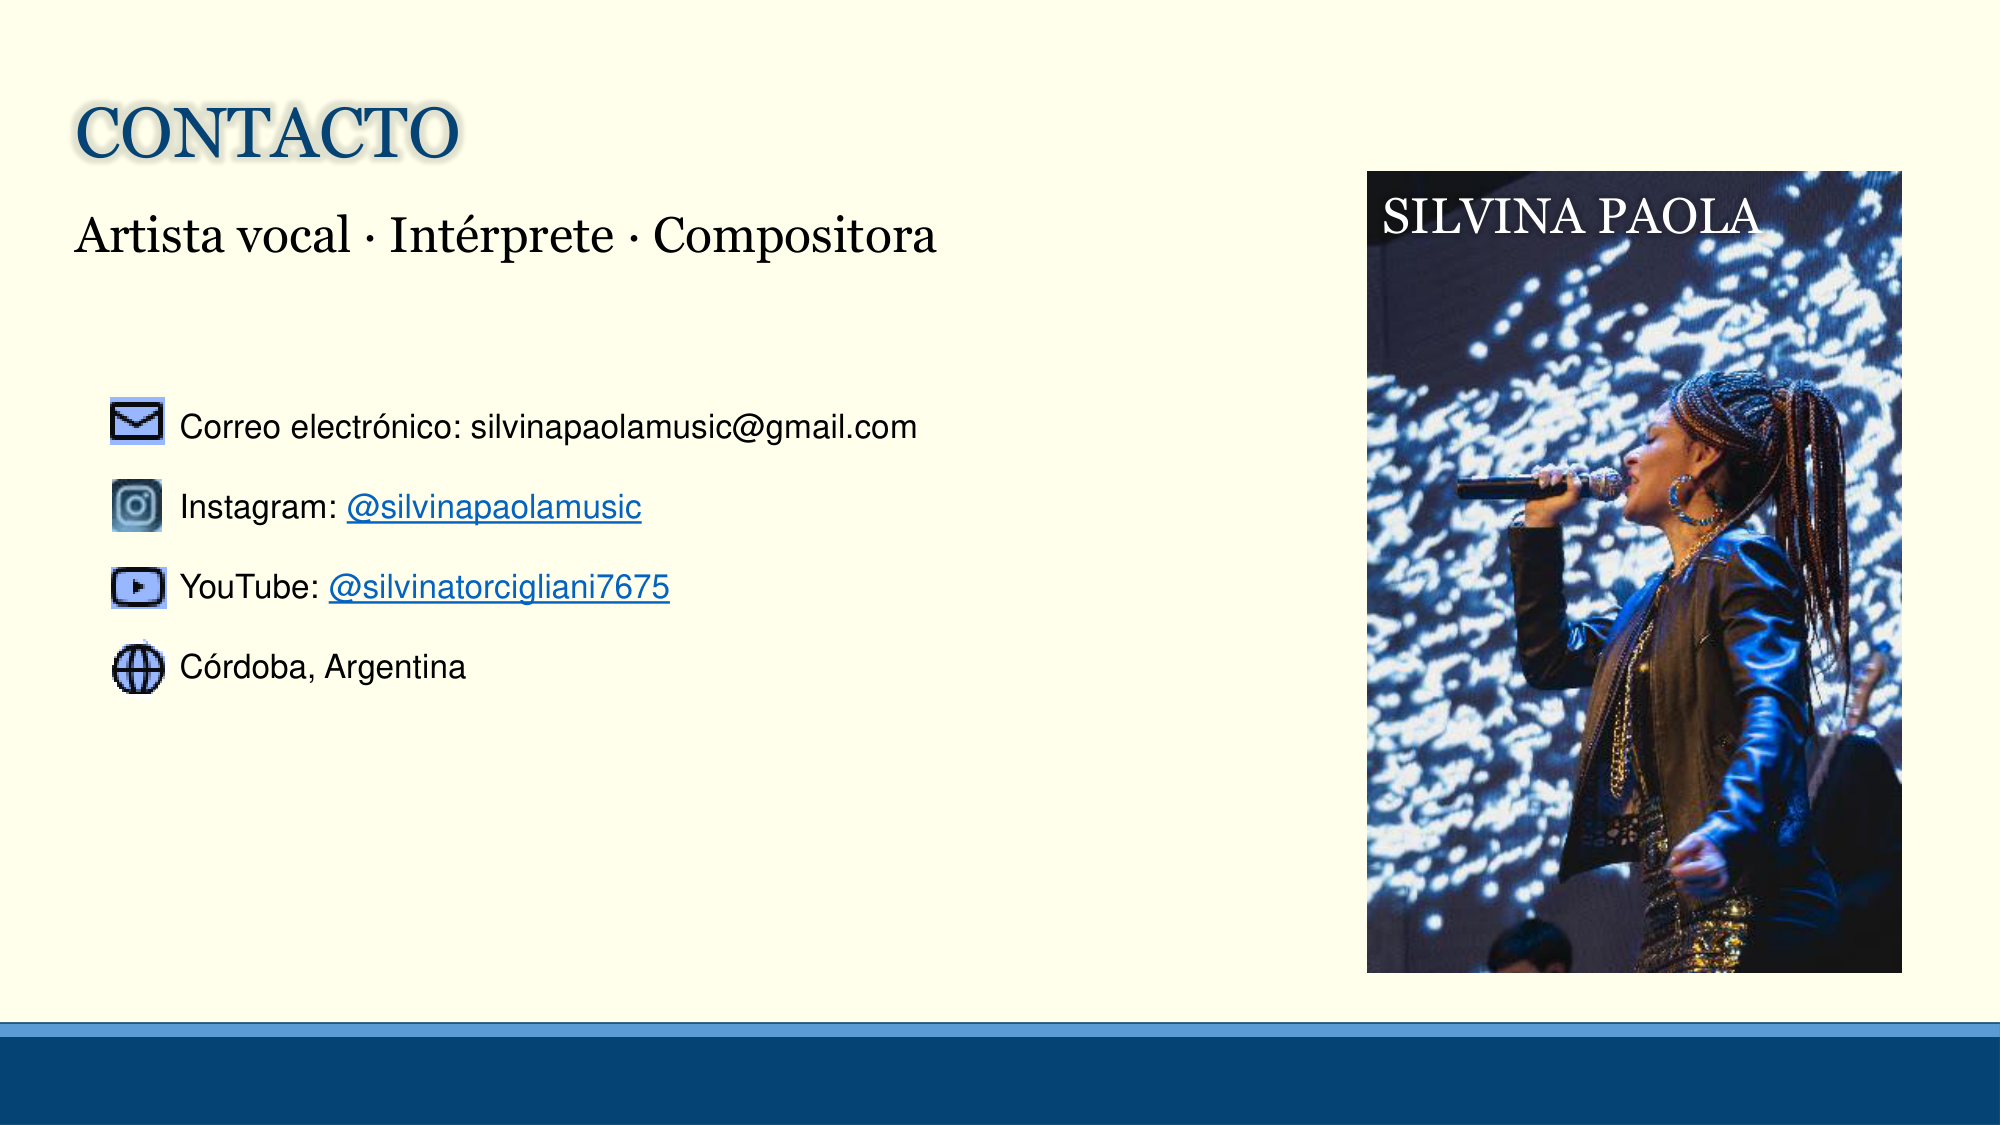 CONTACTO
Artista vocal · Intérprete · Compositora
SILVINA PAOLA
Correo electrónico: silvinapaolamusic@gmail.com
Instagram: @silvinapaolamusic
YouTube: @silvinatorcigliani7675
Córdoba, Argentina